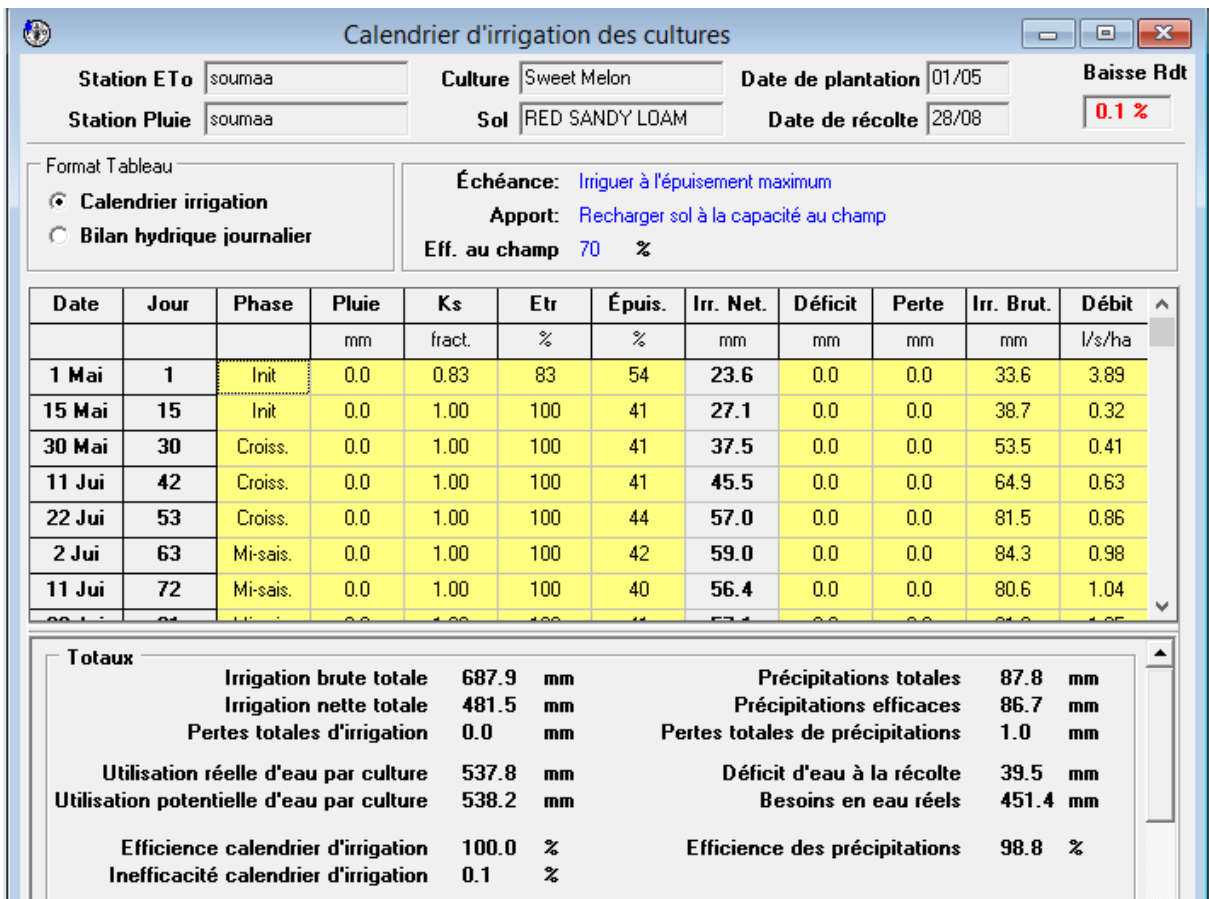 Calendrier d'irrigation des cultures
Station ETo soumaa Culture Sweet Melon Date de plantation 01/05 Baisse Rdt
Station Pluie soumaa Sol RED SANDY LOAM Date de récolte 28/08 0.1 %
Format Tableau
Calendrier irrigation
Bilan hydrique journalier
Échéance: Irriguer à l'épuisement maximum
Apport: Recharger sol à la capacité au champ
Eff. au champ 70 %
Date Jour Phase Pluie Ks Etr Épuis. Irr. Net. Déficit Perte Irr. Brut. Débit
mm fract. % % mm mm mm mm l/s/ha
1 Mai 1 Init 0.0 0.83 83 54 23.6 0.0 0.0 33.6 3.89
15 Mai 15 Init 0.0 1.00 100 41 27.1 0.0 0.0 38.7 0.32
30 Mai 30 Croiss. 0.0 1.00 100 41 37.5 0.0 0.0 53.5 0.41
11 Jui 42 Croiss. 0.0 1.00 100 41 45.5 0.0 0.0 64.9 0.63
22 Jui 53 Croiss. 0.0 1.00 100 44 57.0 0.0 0.0 81.5 0.86
2 Jui 63 Mi-sais. 0.0 1.00 100 42 59.0 0.0 0.0 84.3 0.98
11 Jui 72 Mi-sais. 0.0 1.00 100 40 56.4 0.0 0.0 80.6 1.04
Totaux
Irrigation brute totale 687.9 mm Précipitations totales 87.8 mm
Irrigation nette totale 481.5 mm Précipitations efficaces 86.7 mm
Pertes totales d'irrigation 0.0 mm Pertes totales de précipitations 1.0 mm
Utilisation réelle d'eau par culture 537.8 mm Déficit d'eau à la récolte 39.5 mm
Utilisation potentielle d'eau par culture 538.2 mm Besoins en eau réels 451.4 mm
Efficience calendrier d'irrigation 100.0 % Efficience des précipitations 98.8 %
Inefficacité calendrier d'irrigation 0.1 %